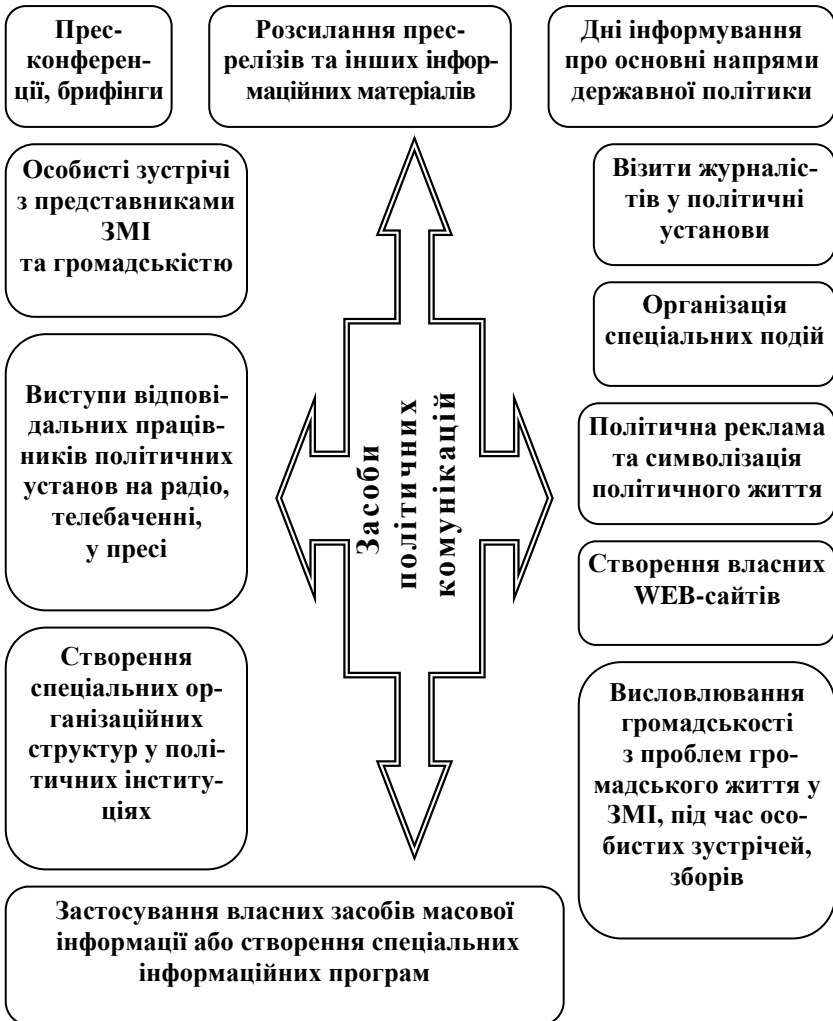 Прес-
конферен-
ції, брифінги
Розсилання прес-
релізів та інших інфор-
маційних матеріалів
Дні інформування
про основні напрями
державної політики
Особисті зустрічі
з представниками
ЗМІ
та громадськістю
Візити журналіс-
тів у політичні
установи
Організація
спеціальних подій
Виступи відпові-
дальних праців-
ників політичних
установ на радіо,
телебаченні,
у пресі
Засоби
політичних
комунікацій
Політична реклама
та символізація
політичного життя
Створення власних
WEB-сайтів
Створення
спеціальних ор-
ганізаційних
структур у полі-
тичних інститу-
ціях
Висловлювання
громадськості
з проблем гро-
мадського життя у
ЗМІ, під час осо-
бистих зустрічей,
зборів
Застосування власних засобів масової
інформації або створення спеціальних
інформаційних програм